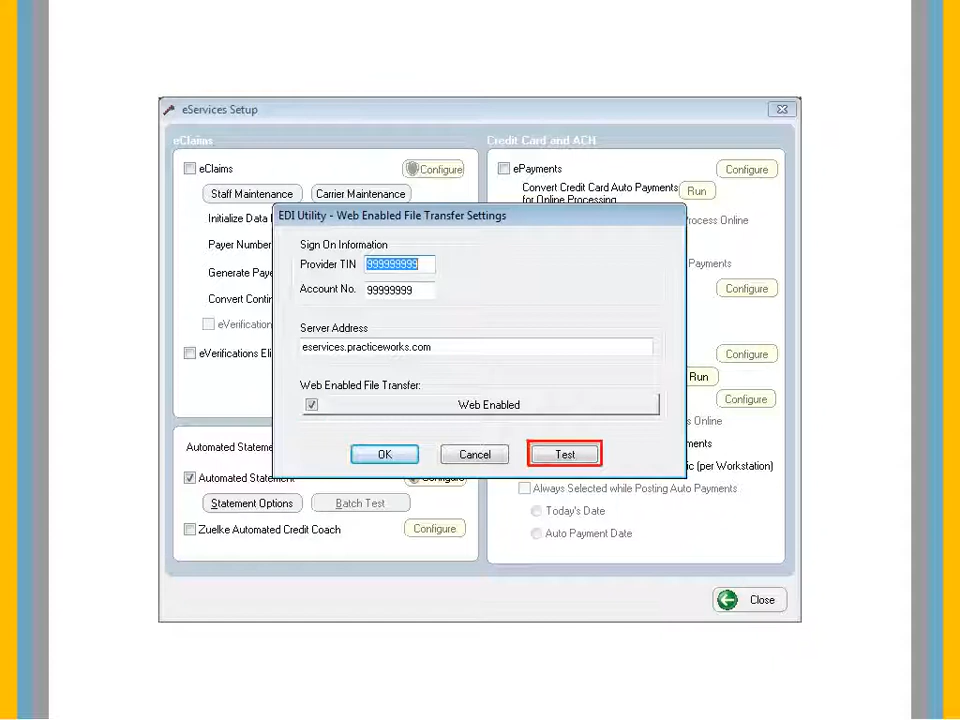 eServices Setup
eClaims
eClaims
Configure
Staff Maintenance
Carrier Maintenance
Initialize Data
Payer Number
Generate Paye
Convert Contin
eVerification
eVerifications Eli
Credit Card and ACH
ePayments
Configure
Convert Credit Card Auto Payments
for Online Processing
Run
rocess Online
Payments
Configure
Configure
Run
Configure
s Online
ments
ic (per Workstation)
Always Selected while Posting Auto Payments
Today's Date
Auto Payment Date
EDI Utility - Web Enabled File Transfer Settings
Sign On Information
Provider TIN 999999999
Account No. 99999999
Server Address
eservices.practiceworks.com
Web Enabled File Transfer:
Web Enabled
OK
Cancel
Test
Automated Stateme
Automated Statement
Configure
Statement Options
Batch Test
Zuelke Automated Credit Coach
Configure
Close